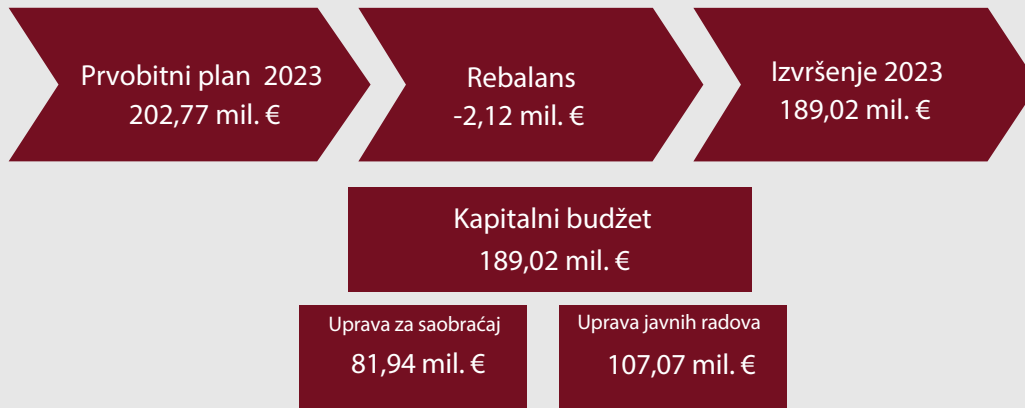 Prvobitni plan 2023
202,77 mil. €
Rebalans
-2,12 mil. €
Izvršenje 2023
189,02 mil. €
Kapitalni budžet
189,02 mil. €
Uprava za saobraćaj
81,94 mil. €
Uprava javnih radova
107,07 mil. €